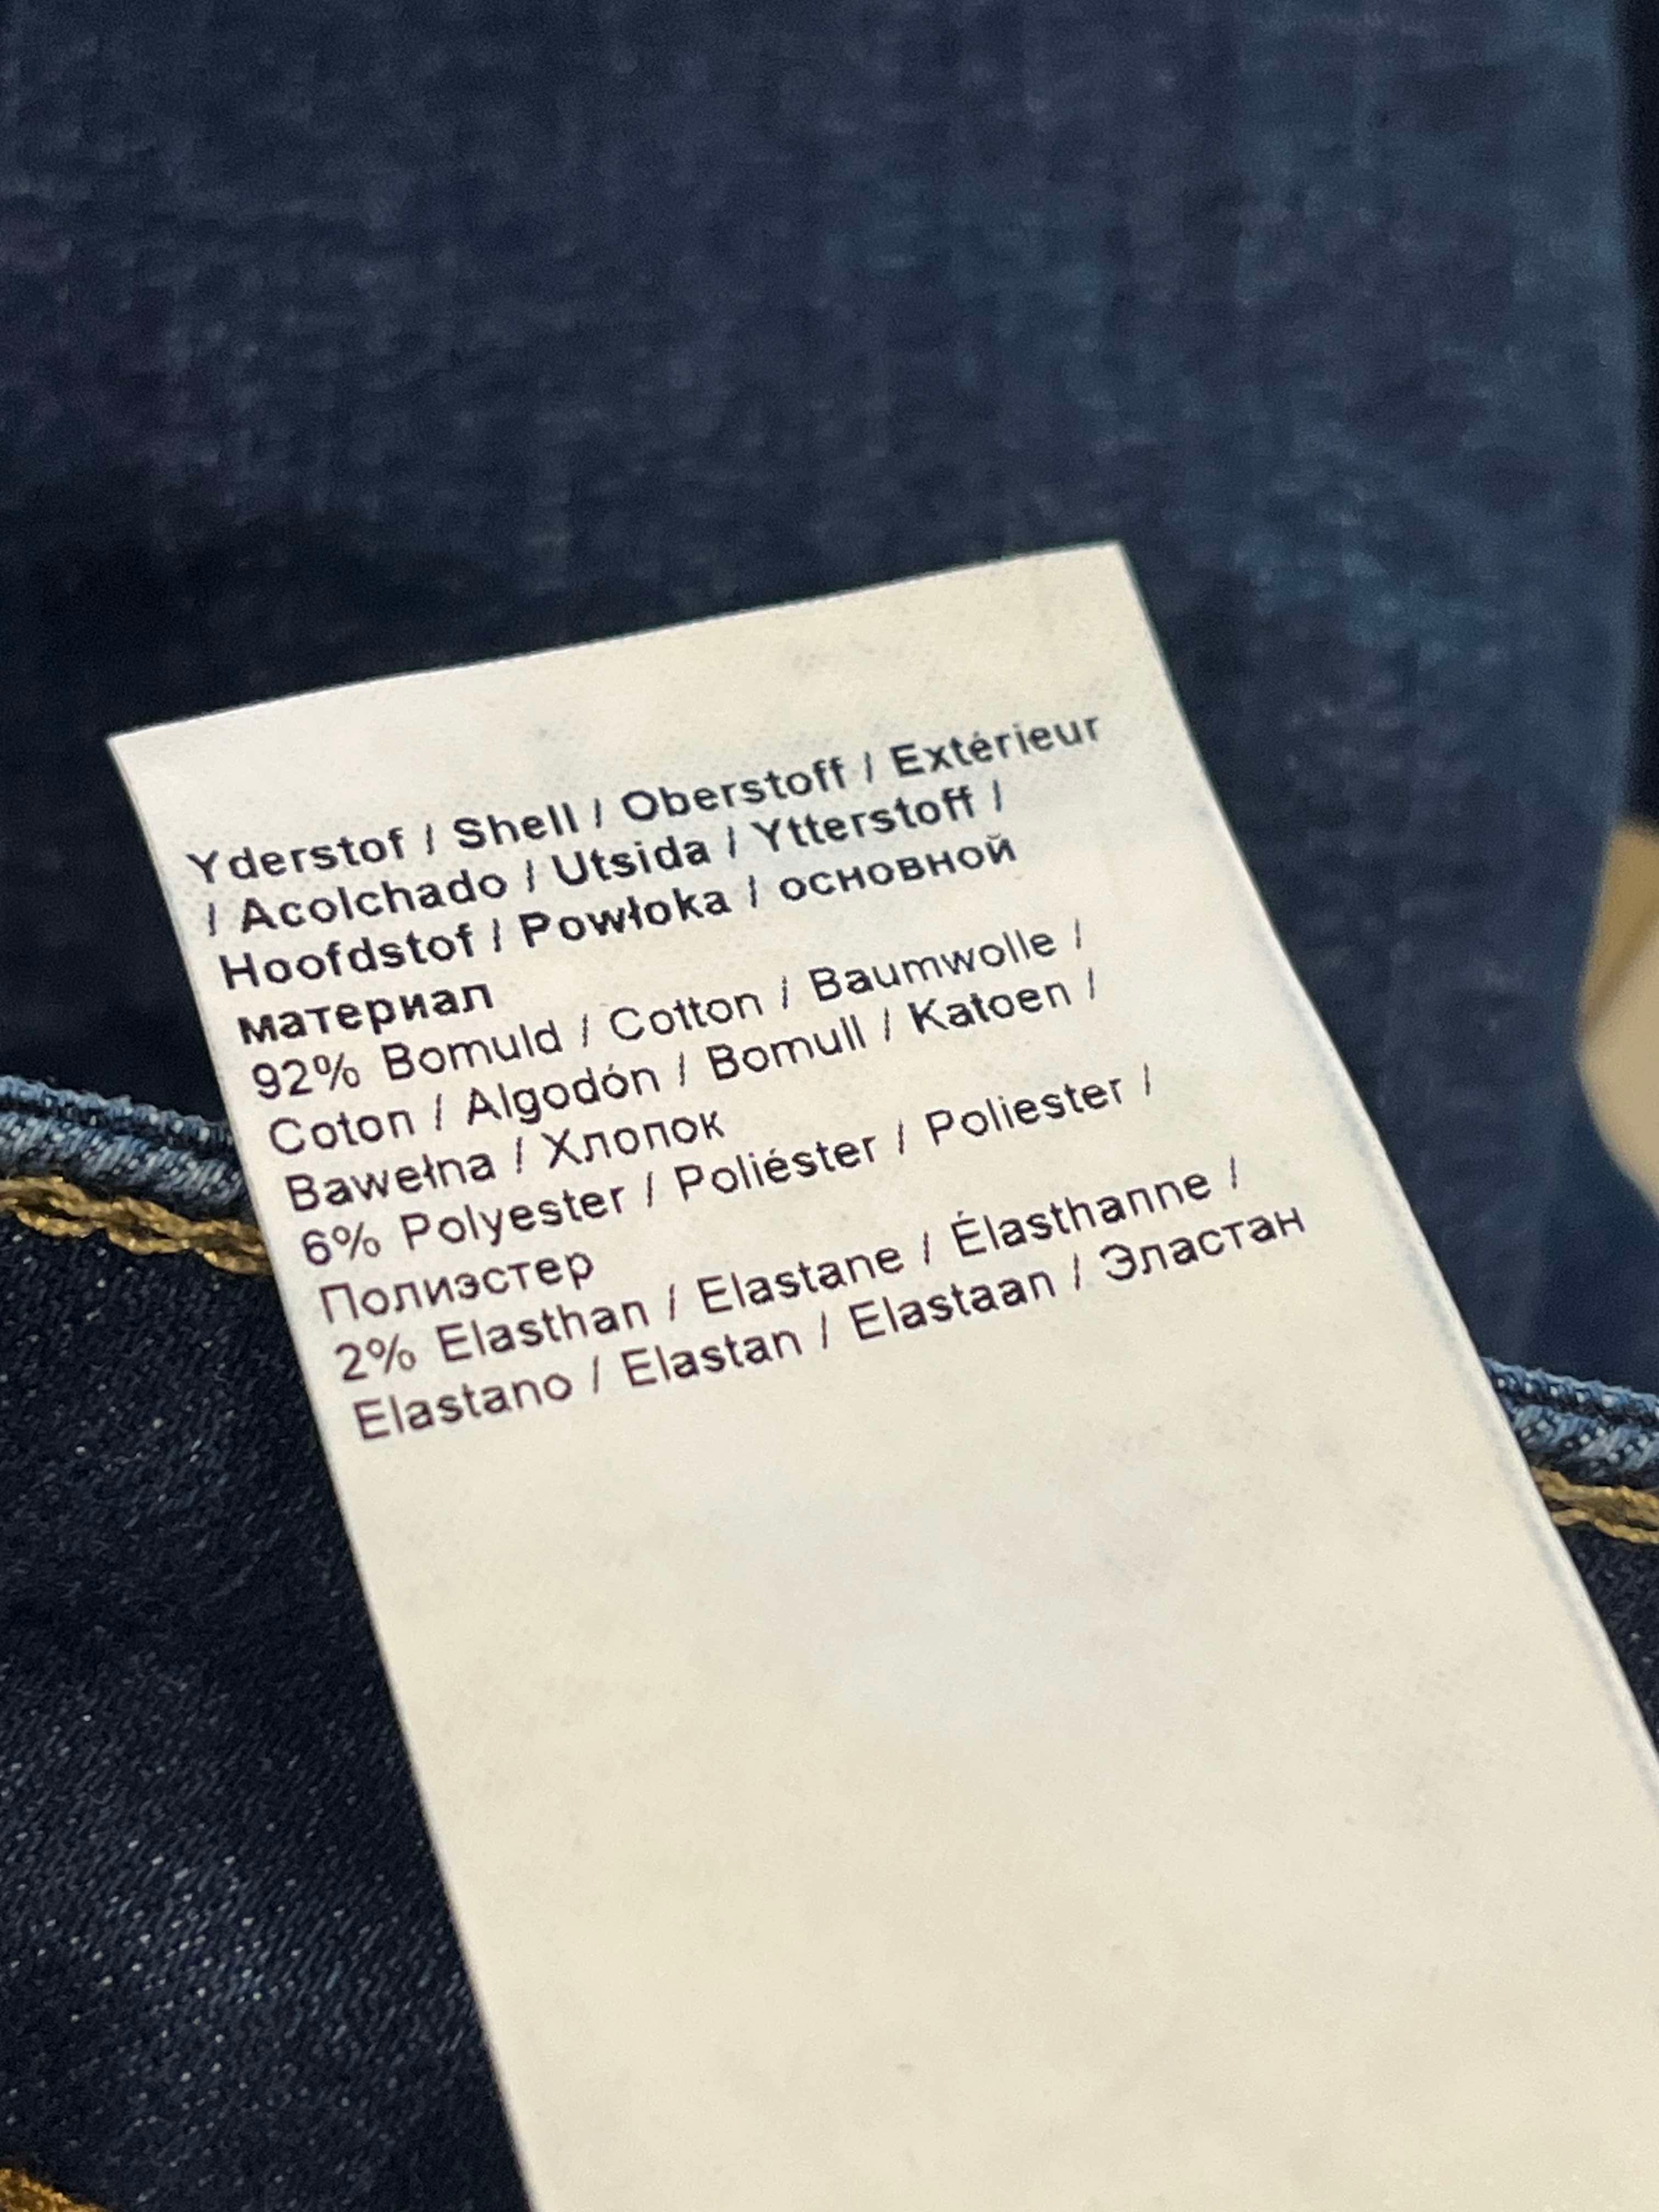 Yderstof / Shell / Oberstoff / Extérieur
/ Acolchado / Utsida / Ytterstoff /
Hoofdstof / Powłoka / основной
материал
92% Bomuld / Cotton / Baumwolle /
Coton / Algodón / Bomull / Katoen /
Bawełna / Хлопок
6% Polyester / Poliéster / Poliester /
Полиэстер
2% Elasthan / Elastane / Élasthanne /
Elastano / Elastan / Elastaan / Эластан